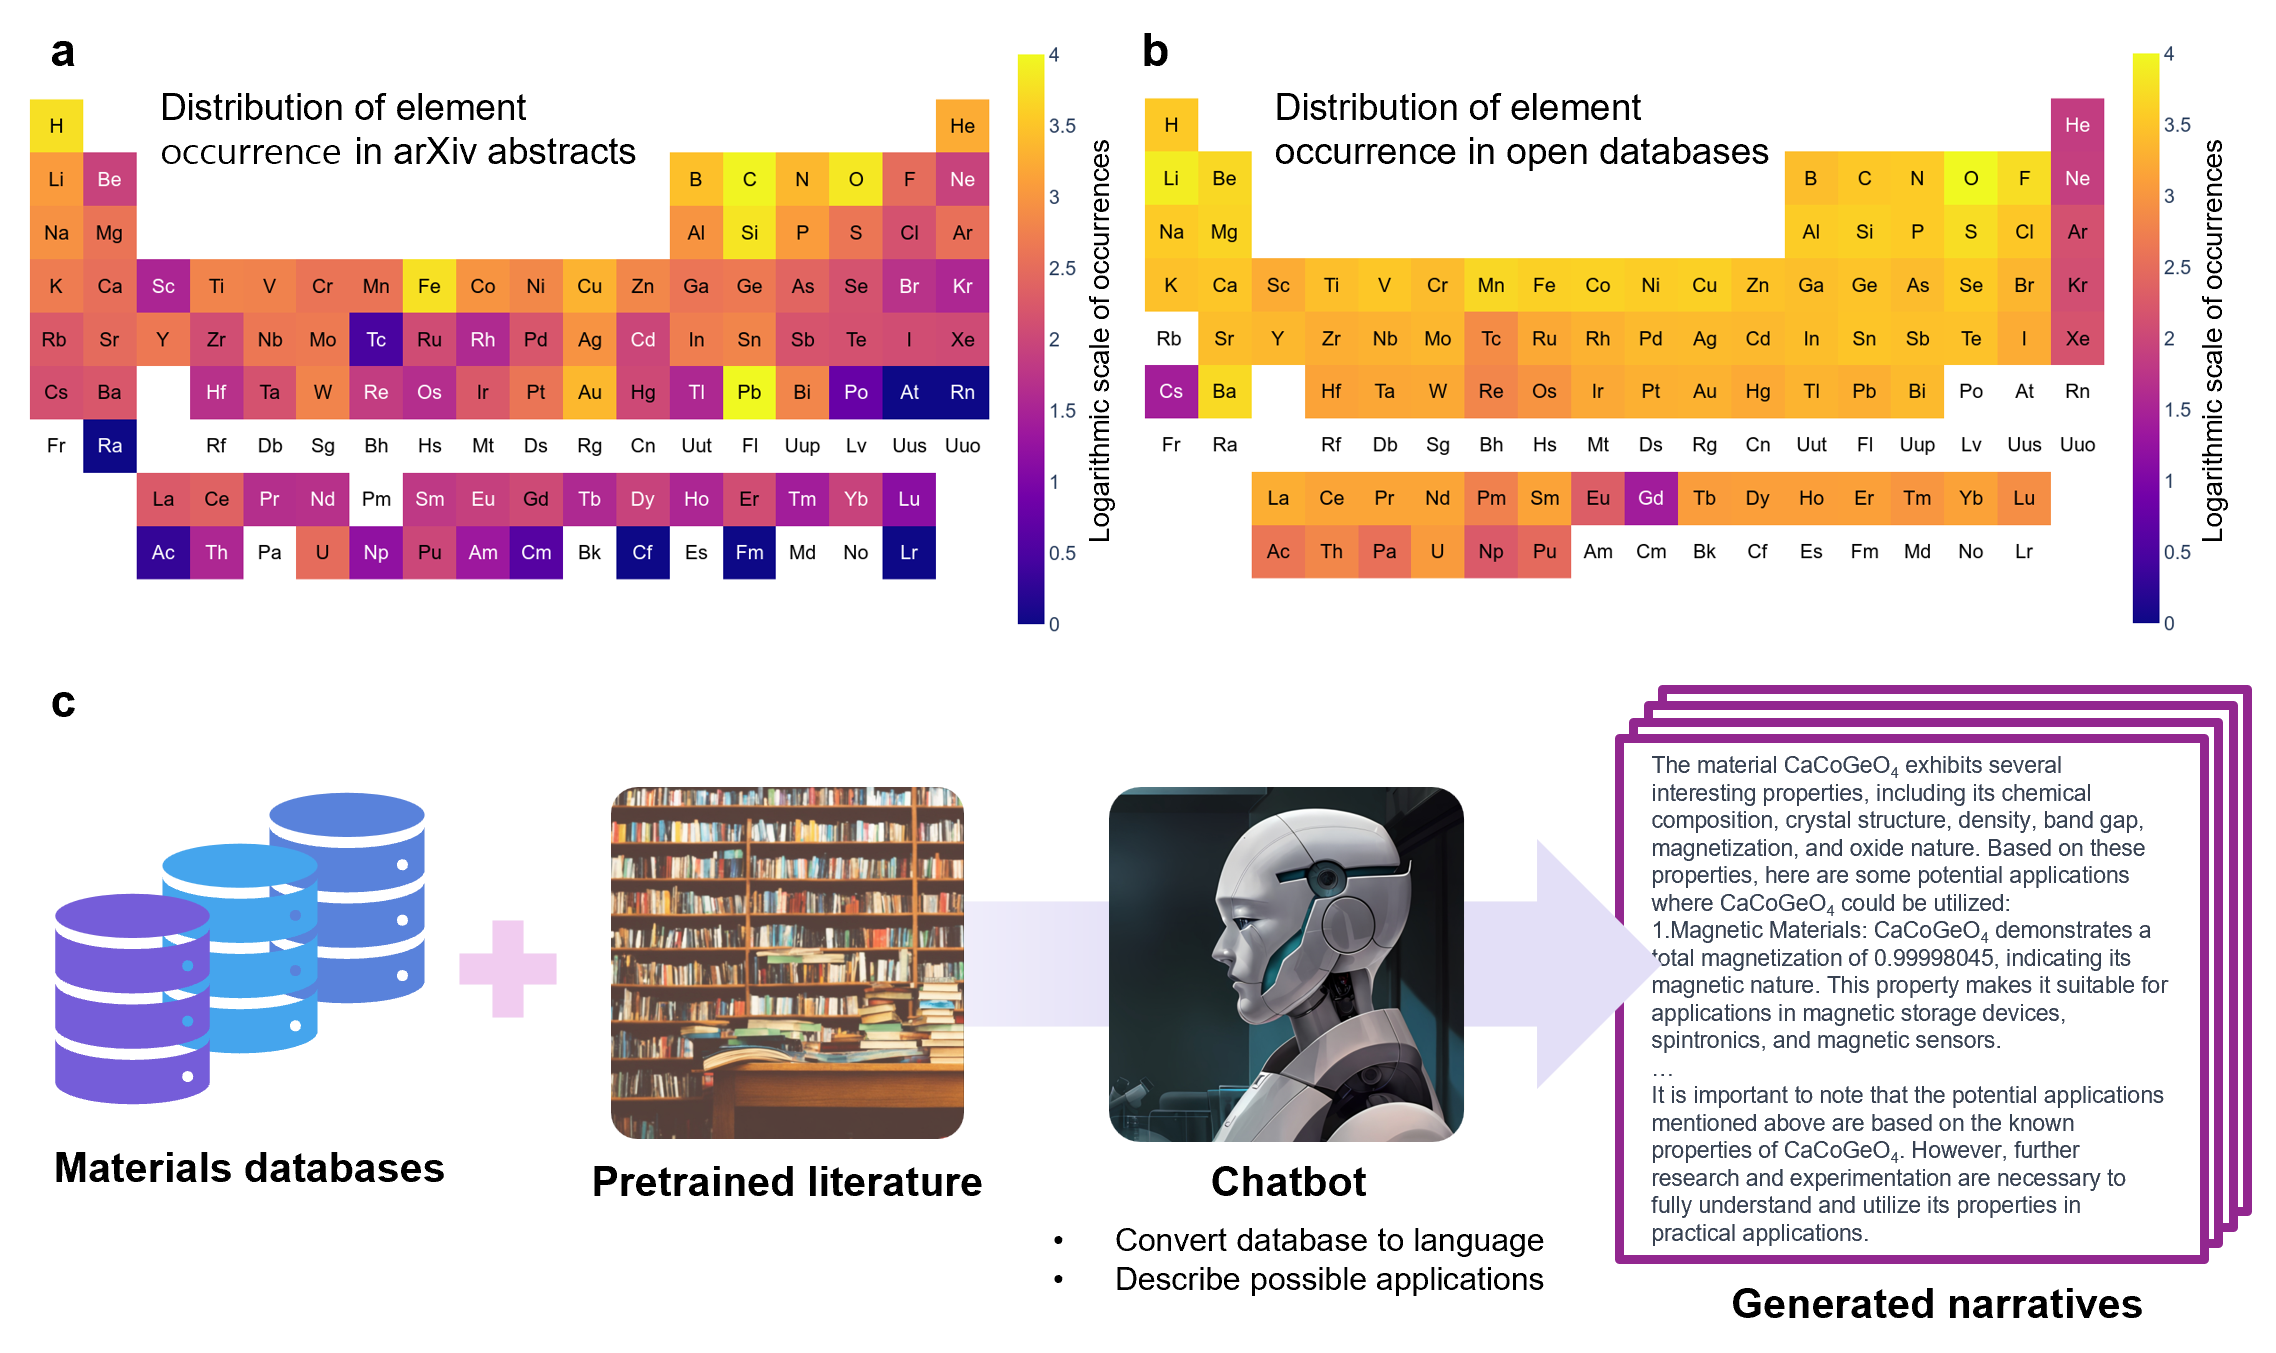 a
Distribution of element
occurrence in arXiv abstracts
H He
Li Be B C N O F Ne
Na Mg Al Si P S Cl Ar
K Ca Sc Ti V Cr Mn Fe Co Ni Cu Zn Ga Ge As Se Br Kr
Rb Sr Y Zr Nb Mo Tc Ru Rh Pd Ag Cd In Sn Sb Te I Xe
Cs Ba Hf Ta W Re Os Ir Pt Au Hg Tl Pb Bi Po At Rn
Fr Ra Rf Db Sg Bh Hs Mt Ds Rg Cn Uut Fl Uup Lv Uus Uuo
La Ce Pr Nd Pm Sm Eu Gd Tb Dy Ho Er Tm Yb Lu
Ac Th Pa U Np Pu Am Cm Bk Cf Es Fm Md No Lr
4
3.5
3
2.5
2
1.5
1
0.5
0
Logarithmic scale of occurrences
b
Distribution of element
occurrence in open databases
H He
Li Be B C N O F Ne
Na Mg Al Si P S Cl Ar
K Ca Sc Ti V Cr Mn Fe Co Ni Cu Zn Ga Ge As Se Br Kr
Rb Sr Y Zr Nb Mo Tc Ru Rh Pd Ag Cd In Sn Sb Te I Xe
Cs Ba Hf Ta W Re Os Ir Pt Au Hg Tl Pb Bi Po At Rn
Fr Ra Rf Db Sg Bh Hs Mt Ds Rg Cn Uut Fl Uup Lv Uus Uuo
La Ce Pr Nd Pm Sm Eu Gd Tb Dy Ho Er Tm Yb Lu
Ac Th Pa U Np Pu Am Cm Bk Cf Es Fm Md No Lr
4
3.5
3
2.5
2
1.5
1
0.5
0
Logarithmic scale of occurrences
c
Materials databases
Pretrained literature
Chatbot
• Convert database to language
• Describe possible applications
The material CaCoGeO₄ exhibits several
interesting properties, including its chemical
composition, crystal structure, density, band gap,
magnetization, and oxide nature. Based on these
properties, here are some potential applications
where CaCoGeO₄ could be utilized:
1.Magnetic Materials: CaCoGeO₄ demonstrates a
total magnetization of 0.99998045, indicating its
magnetic nature. This property makes it suitable for
applications in magnetic storage devices,
spintronics, and magnetic sensors.
…
It is important to note that the potential applications
mentioned above are based on the known
properties of CaCoGeO₄. However, further
research and experimentation are necessary to
fully understand and utilize its properties in
practical applications.
Generated narratives